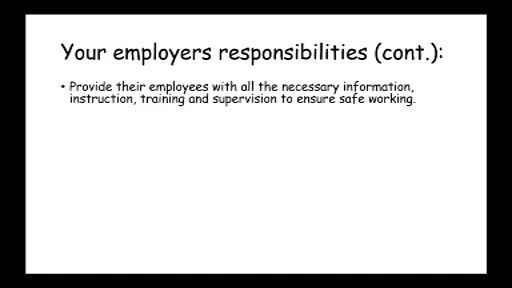 Your employers responsibilities (cont.):
• Provide their employees with all the necessary information,
instruction, training and supervision to ensure safe working.